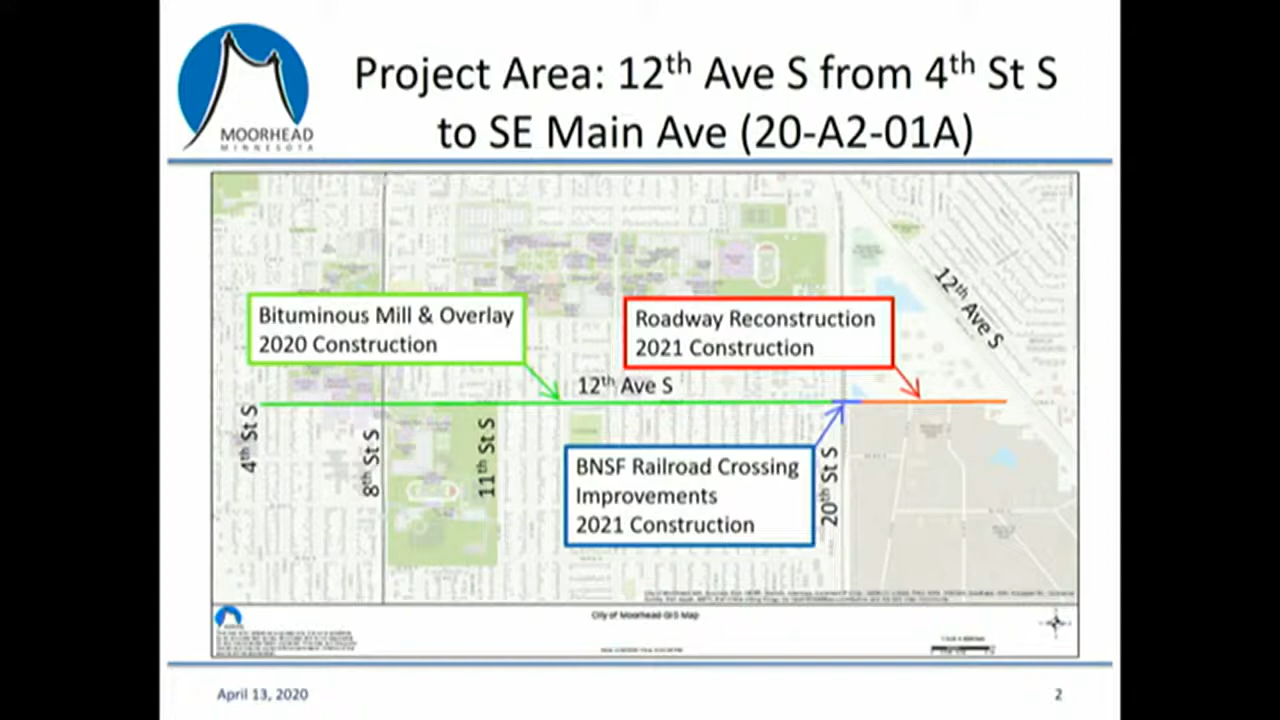 MOORHEAD
MINNESOTA
Project Area: 12th Ave S from 4th St S
to SE Main Ave (20-A2-01A)
Bituminous Mill & Overlay
2020 Construction
Roadway Reconstruction
2021 Construction
12th Ave S
12th Ave S
4th St S
8th St S
11th St S
BNSF Railroad Crossing
Improvements
2021 Construction
20th St S
City of Moorhead GIS Map
April 13, 2020
2